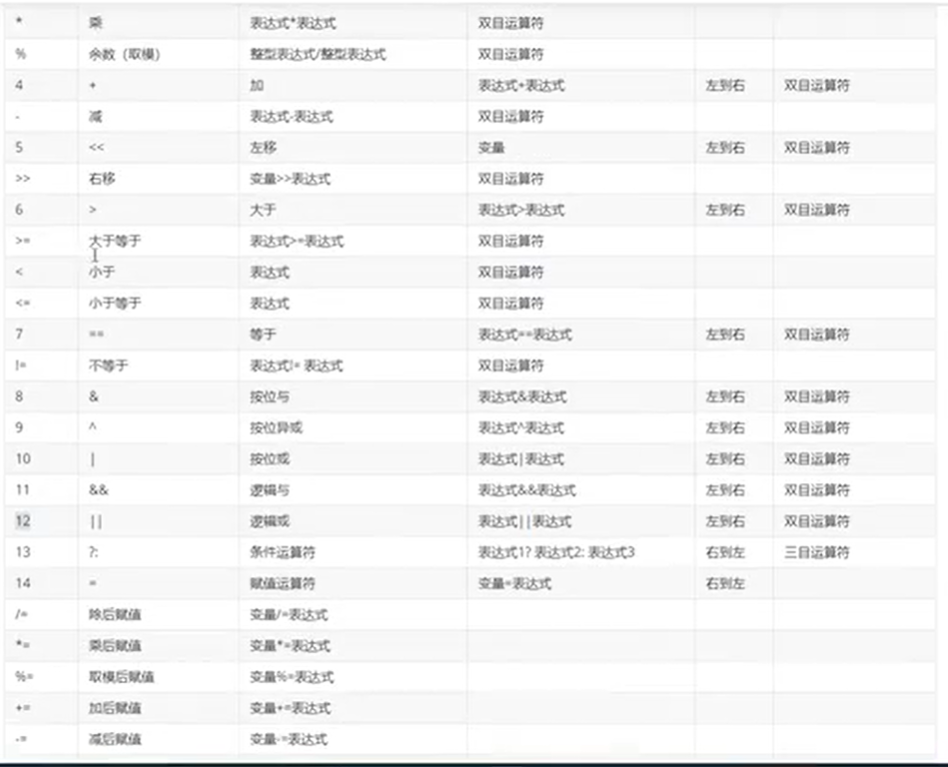 * 乘 表达式*表达式 双目运算符
% 余数（取模） 整型表达式/整型表达式 双目运算符
4 + 加 表达式+表达式 左到右 双目运算符
- 减 表达式-表达式 双目运算符
5 << 左移 变量 左到右 双目运算符
>> 右移 变量>>表达式 双目运算符
6 > 大于 表达式>表达式 左到右 双目运算符
>= 大于等于 表达式>=表达式 双目运算符
< 小于 表达式 双目运算符
<= 小于等于 表达式 双目运算符
7 == 等于 表达式==表达式 左到右 双目运算符
!= 不等于 表达式!= 表达式 双目运算符
8 & 按位与 表达式&表达式 左到右 双目运算符
9 ^ 按位异或 表达式^表达式 左到右 双目运算符
10 | 按位或 表达式|表达式 左到右 双目运算符
11 && 逻辑与 表达式&&表达式 左到右 双目运算符
12 || 逻辑或 表达式||表达式 左到右 双目运算符
13 ?: 条件运算符 表达式1? 表达式2: 表达式3 右到左 三目运算符
14 = 赋值运算符 变量=表达式 右到左
/= 除后赋值 变量/=表达式
*= 乘后赋值 变量*=表达式
%= 取模后赋值 变量%=表达式
+= 加后赋值 变量+=表达式
-= 减后赋值 变量-=表达式